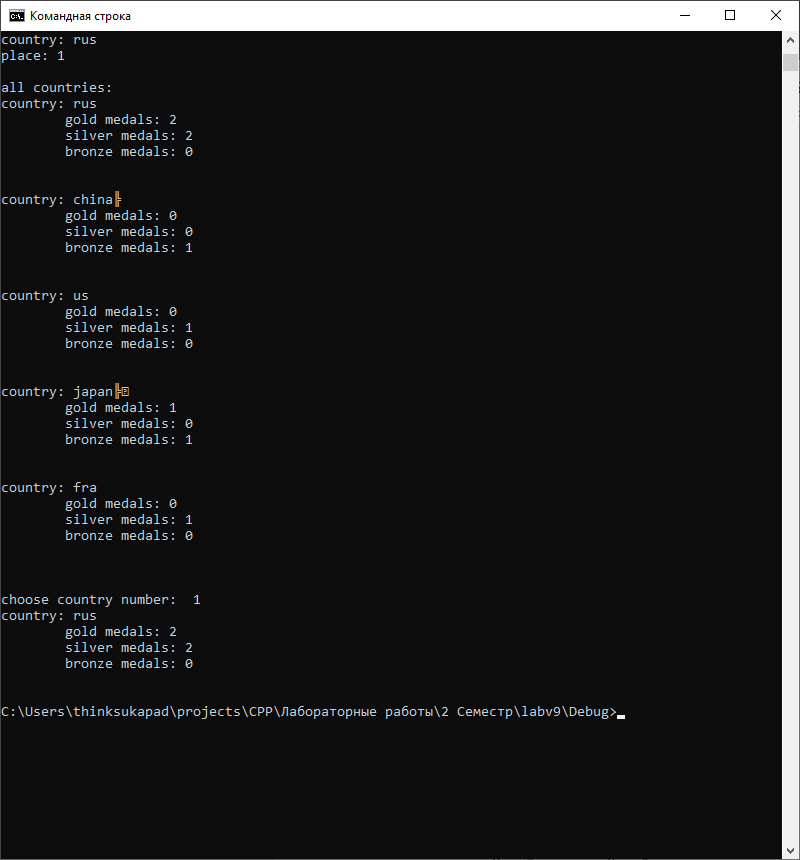 Командная строка
country: rus
place: 1
all countries:
country: rus
gold medals: 2
silver medals: 2
bronze medals: 0
country: china╠
gold medals: 0
silver medals: 0
bronze medals: 1
country: us
gold medals: 0
silver medals: 1
bronze medals: 0
country: japan╠
gold medals: 1
silver medals: 0
bronze medals: 1
country: fra
gold medals: 0
silver medals: 1
bronze medals: 0
choose country number:  1
country: rus
gold medals: 2
silver medals: 2
bronze medals: 0
C:\Users\thinksukapad\projects\CPP\Лабораторные работы\2 Семестр\labv9\Debug>